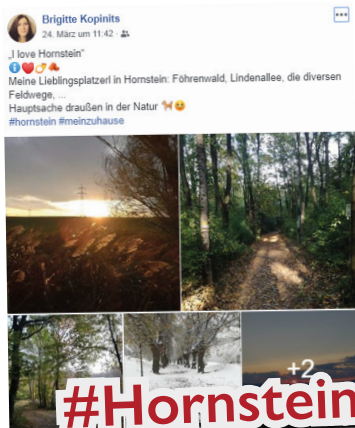 Brigitte Kopinits
24. März um 11:42 ·
„I love Hornstein“
Meine Lieblingsplatzerl in Hornstein: Föhrenwald, Lindenallee, die diversen
Feldwege, ...
Hauptsache draußen in der Natur
#hornstein #meinzuhause
+2
#Hornstein